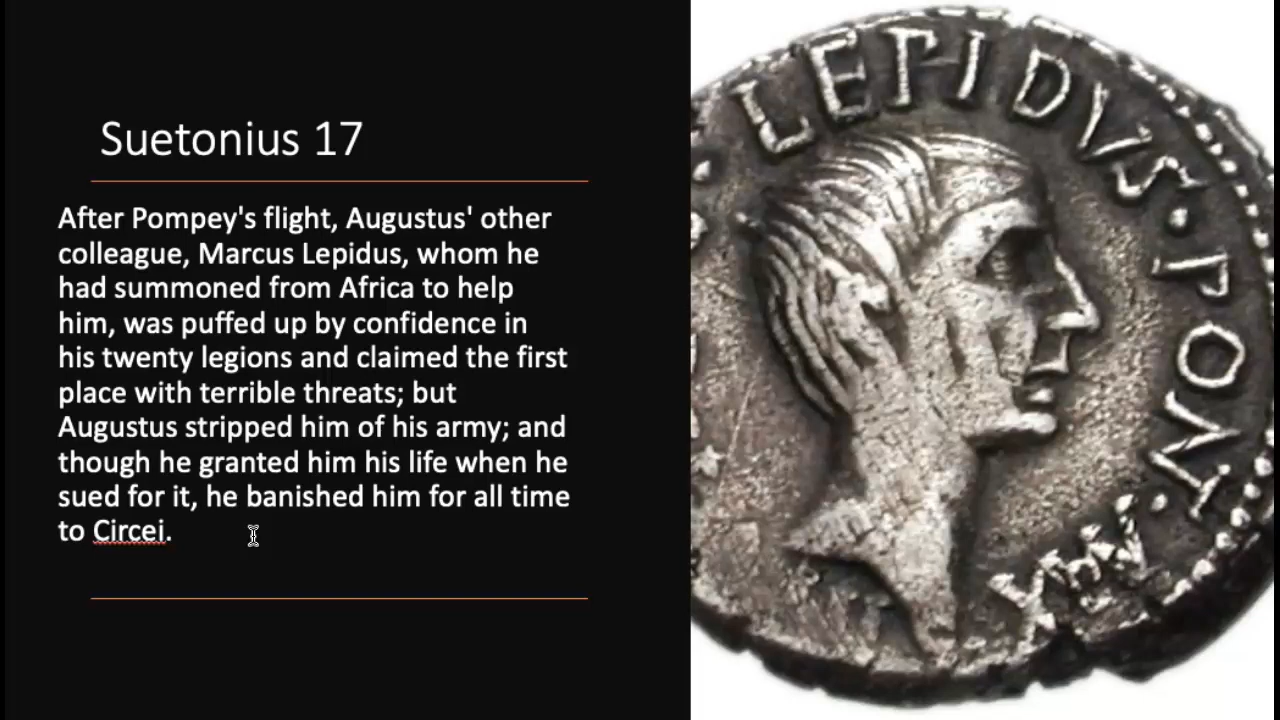 Suetonius 17
After Pompey's flight, Augustus' other
colleague, Marcus Lepidus, whom he
had summoned from Africa to help
him, was puffed up by confidence in
his twenty legions and claimed the first
place with terrible threats; but
Augustus stripped him of his army; and
though he granted him his life when he
sued for it, he banished him for all time
to Circei.
LEPIDVS · PONT ·